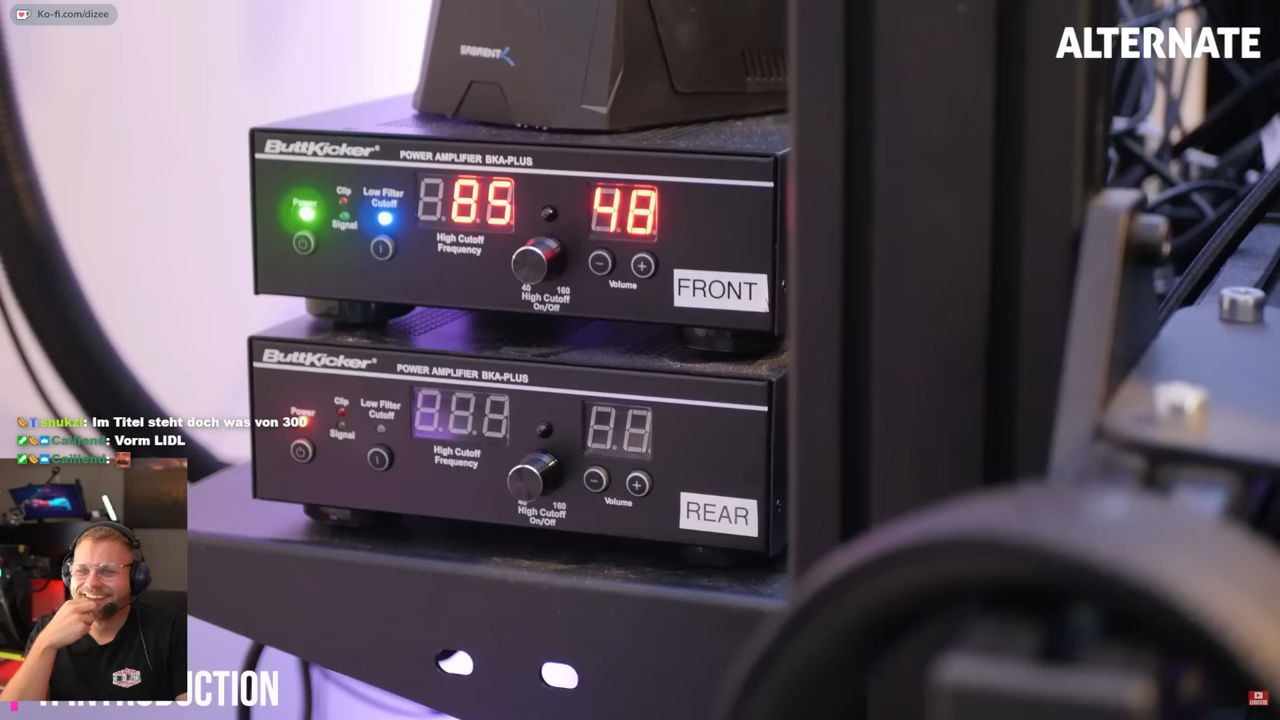 Ko-fi.com/dizee
ALTERNATE
SABRENT
ButtKicker®
POWER AMPLIFIER BKA-PLUS
Power
Clip
Signal
Low Filter
Cutoff
85
48
High Cutoff
Frequency
40 160
High Cutoff
On/Off
- +
Volume
FRONT
ButtKicker®
POWER AMPLIFIER BKA-PLUS
Power
Clip
Signal
Low Filter
Cutoff
High Cutoff
Frequency
160
High Cutoff
On/Off
- +
Volume
REAR
snukzi: Im Titel steht doch was von 300
Cailiend: Vorm LIDL
Cailiend: